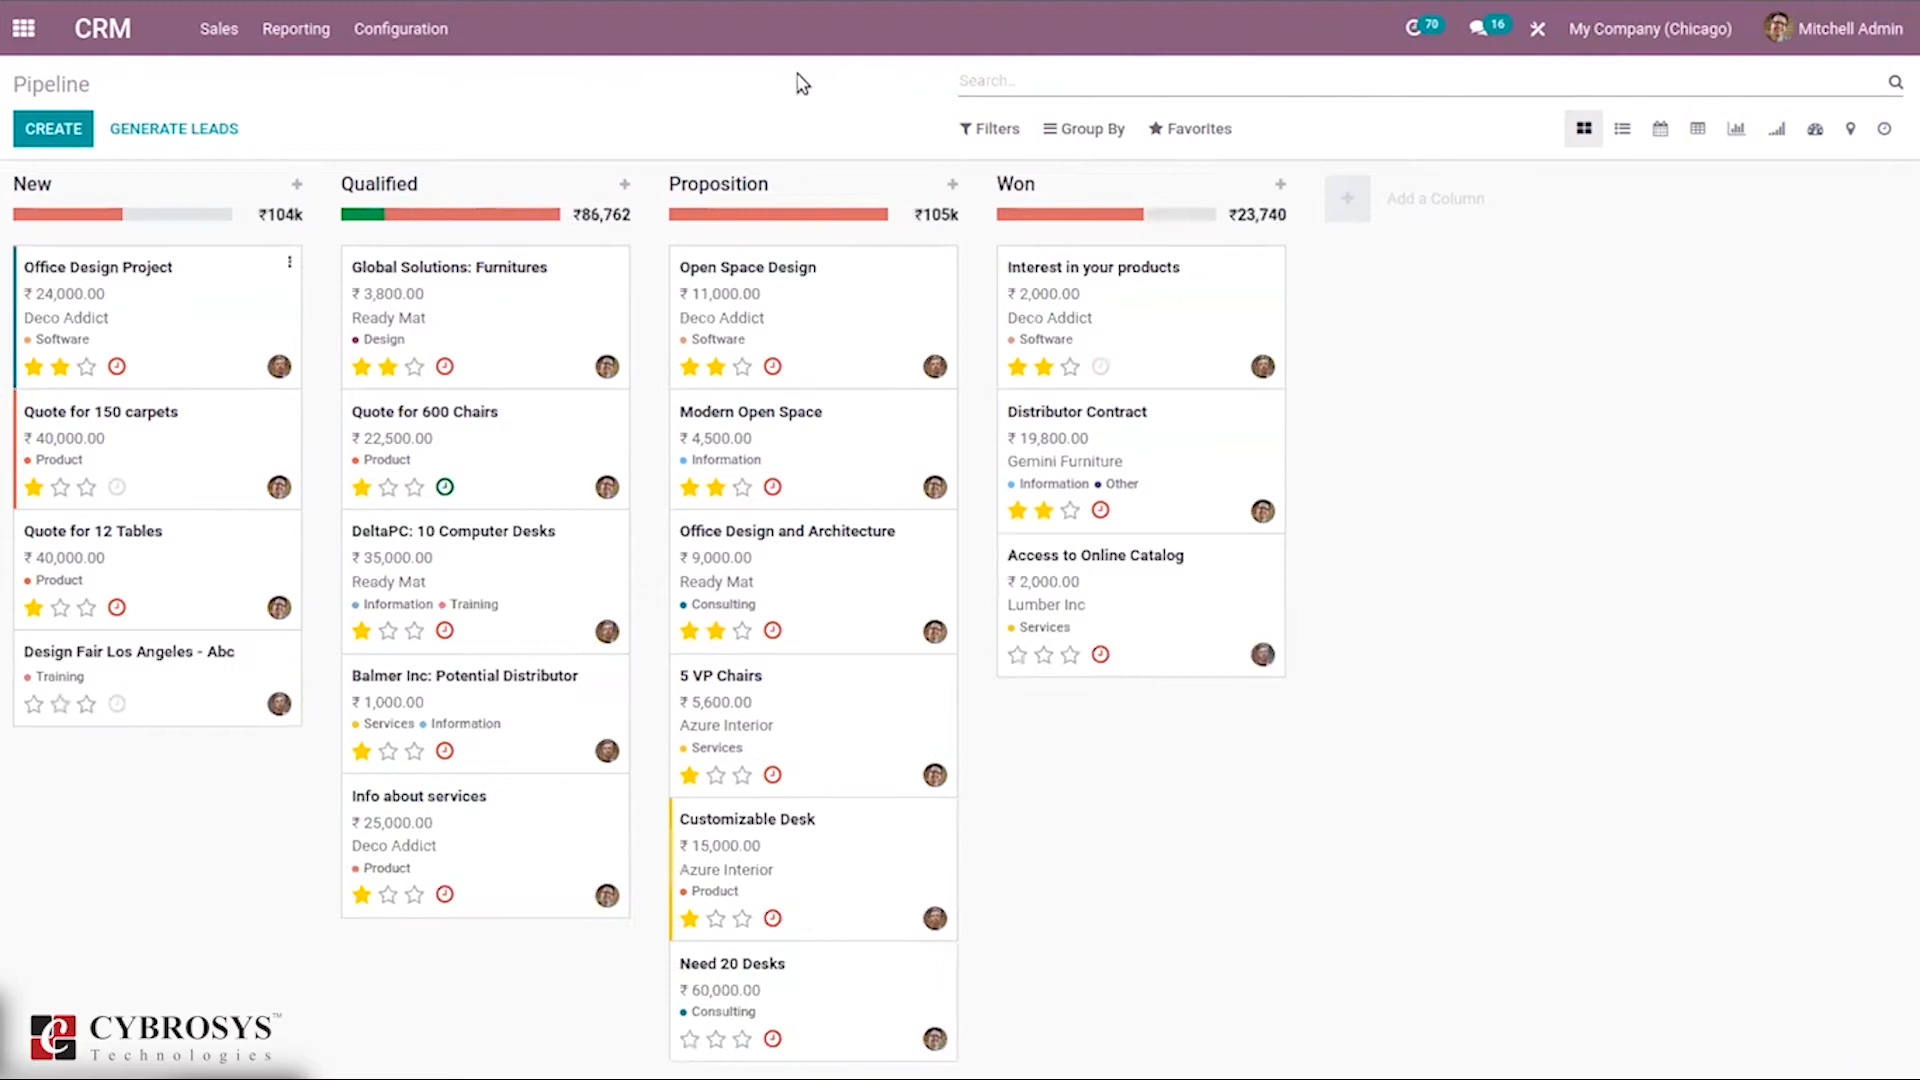 CRM Sales Reporting Configuration 70 16 My Company (Chicago) Mitchell Admin
Pipeline
Search...
CREATE GENERATE LEADS Filters Group By Favorites
New
₹104k
Office Design Project
₹ 24,000.00
Deco Addict
Software
Quote for 150 carpets
₹ 40,000.00
Product
Quote for 12 Tables
₹ 40,000.00
Product
Design Fair Los Angeles - Abc
Training
Qualified
₹86,762
Global Solutions: Furnitures
₹ 3,800.00
Ready Mat
Design
Quote for 600 Chairs
₹ 22,500.00
Product
DeltaPC: 10 Computer Desks
₹ 35,000.00
Ready Mat
Information Training
Balmer Inc: Potential Distributor
₹ 1,000.00
Services Information
Info about services
₹ 25,000.00
Deco Addict
Product
Proposition
₹105k
Open Space Design
₹ 11,000.00
Deco Addict
Software
Modern Open Space
₹ 4,500.00
Information
Office Design and Architecture
₹ 9,000.00
Ready Mat
Consulting
5 VP Chairs
₹ 5,600.00
Azure Interior
Services
Customizable Desk
₹ 15,000.00
Azure Interior
Product
Need 20 Desks
₹ 60,000.00
Consulting
Won
₹23,740
Interest in your products
₹ 2,000.00
Deco Addict
Software
Distributor Contract
₹ 19,800.00
Gemini Furniture
Information Other
Access to Online Catalog
₹ 2,000.00
Lumber Inc
Services
Add a Column
CYBROSYS™
Technologies